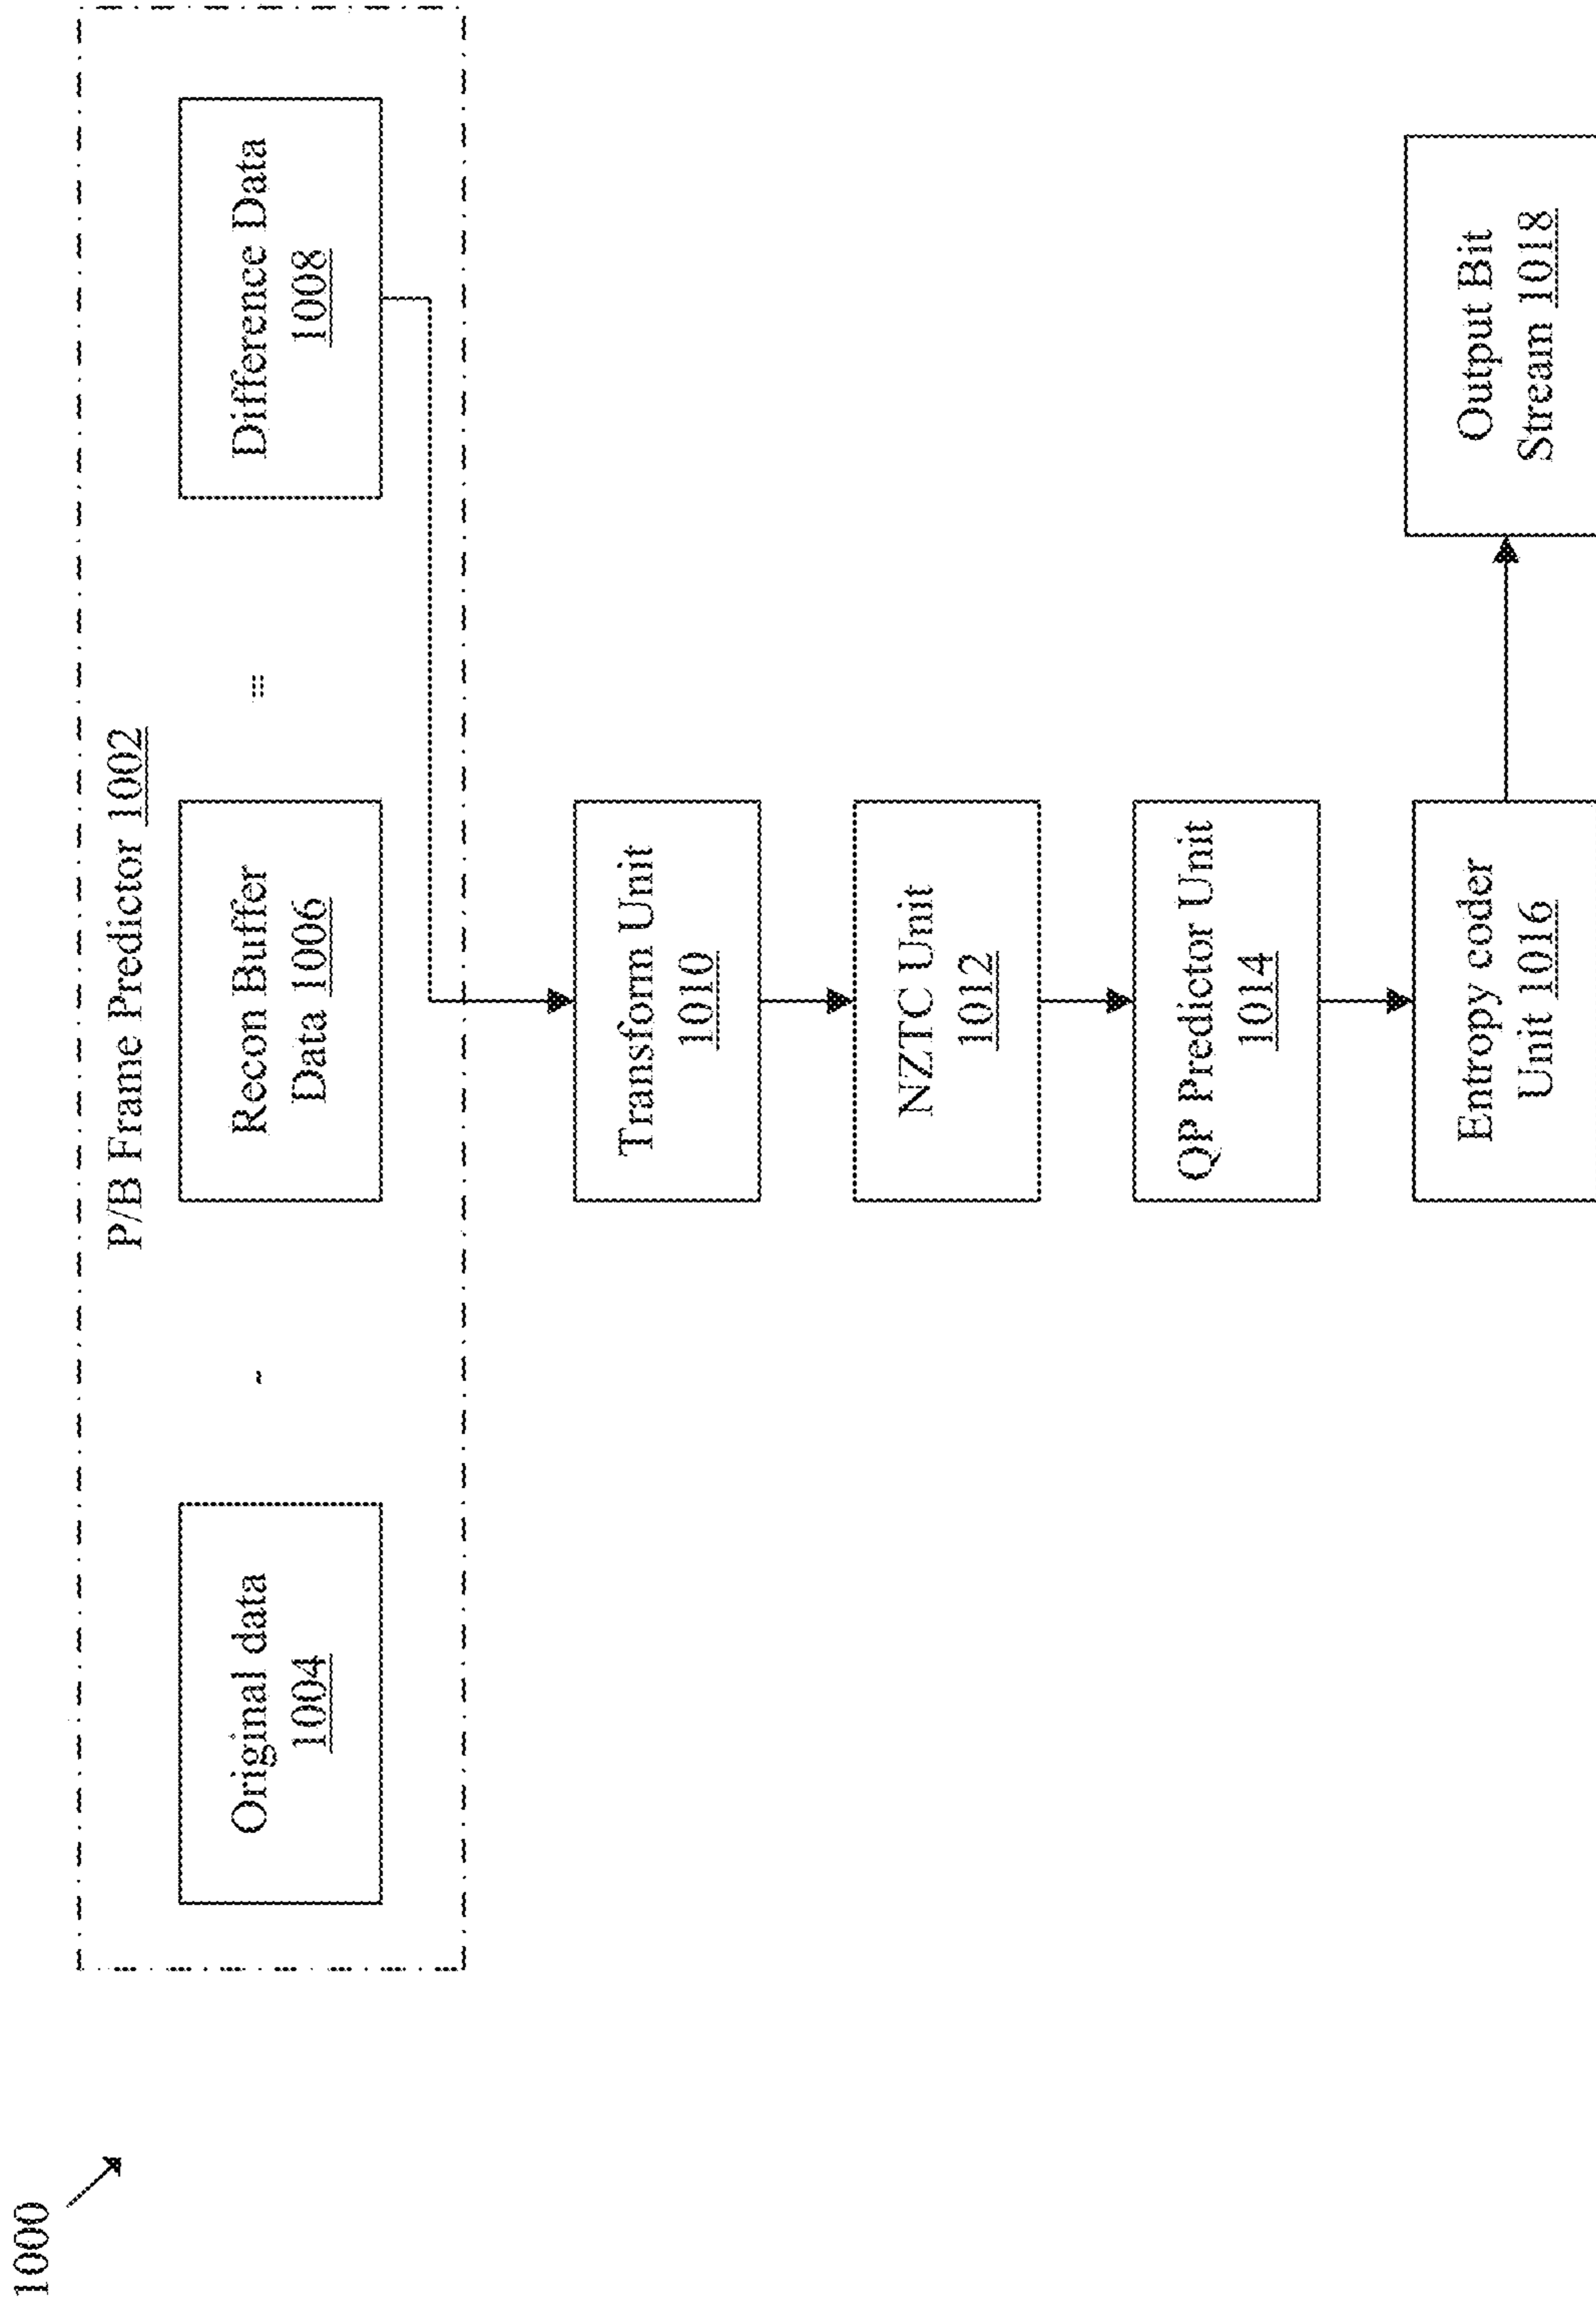 1000
P/B Frame Predictor 1002
Original data
1004
-
Recon Buffer
Data 1006
=
Difference Data
1008
Transform Unit
1010
NZTC Unit
1012
QP Predictor Unit
1014
Entropy coder
Unit 1016
Output Bit
Stream 1018